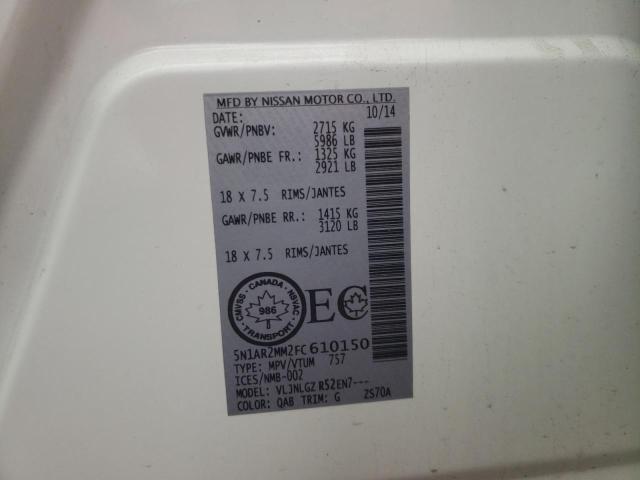 MFD BY NISSAN MOTOR CO., LTD.
DATE: 10/14
GVWR/PNBV: 2715 KG
5986 LB
GAWR/PNBE FR.: 1325 KG
2921 LB
18 X 7.5 RIMS/JANTES
GAWR/PNBE RR.: 1415 KG
3120 LB
18 X 7.5 RIMS/JANTES
CMVSS - CANADA - NSVAC
986
TRANSPORT
EC
5N1AR2MM2FC610150
TYPE: MPV/VTUM 757
ICES/NMB-002
MODEL: VLJNLGZ R52EN7---
COLOR: QAB TRIM: G 2S70A